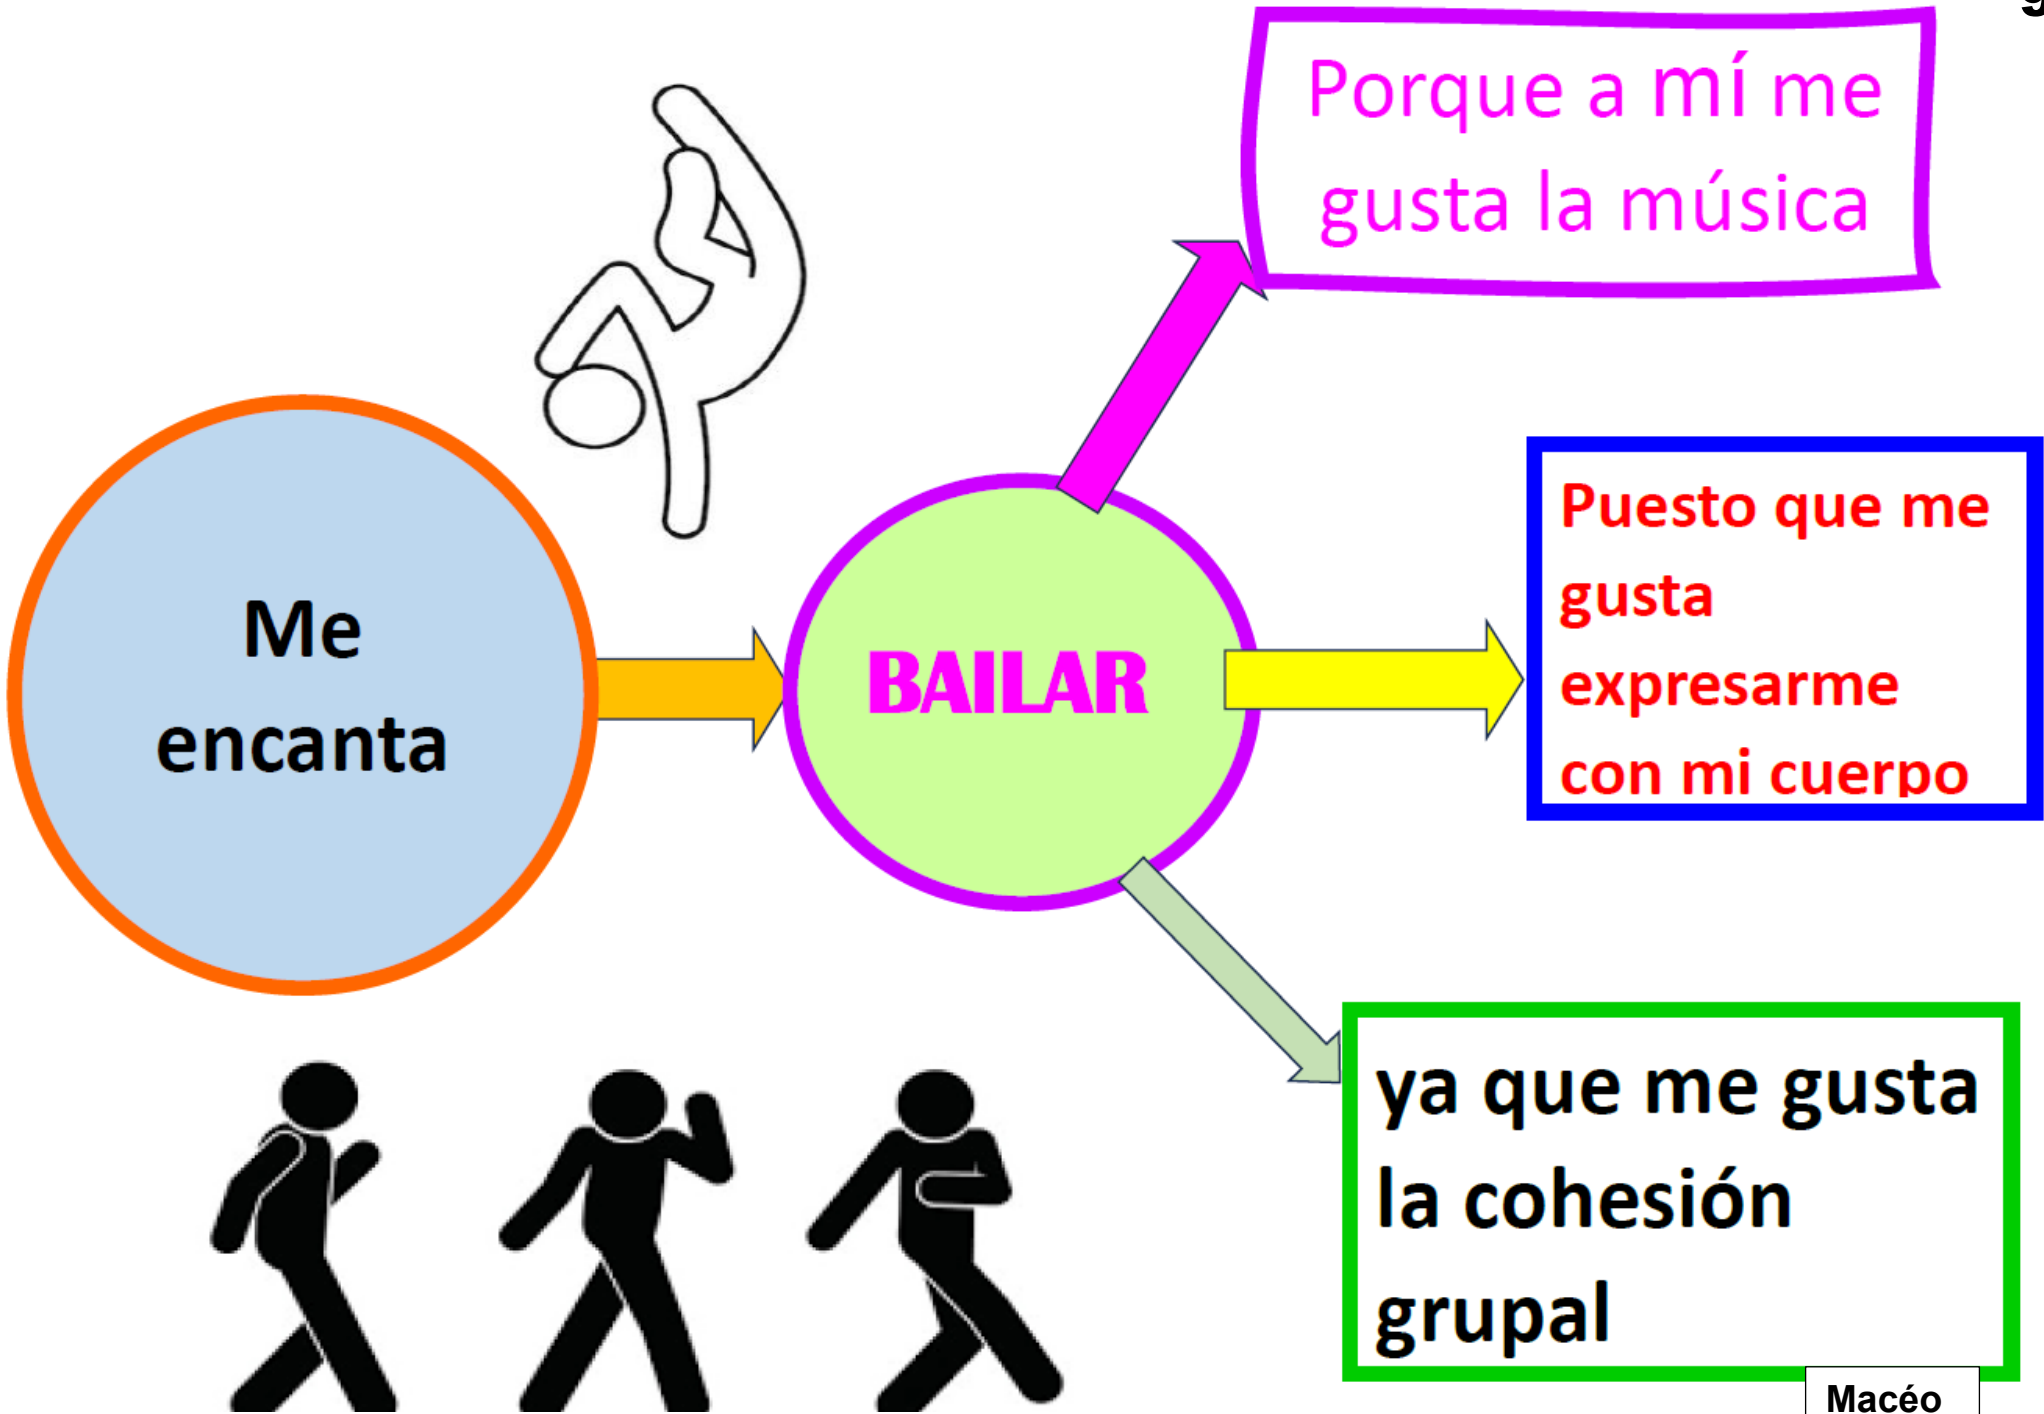 Me
encanta
BAILAR
Porque a mí me
gusta la música
Puesto que me
gusta
expresarme
con mi cuerpo
ya que me gusta
la cohesión
grupal
Macéo